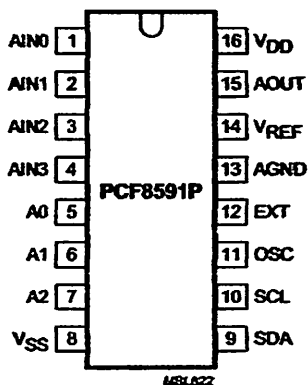 AIN0 1 16 VDD
AIN1 2 15 AOUT
AIN2 3 14 VREF
AIN3 4 13 AGND
PCF8591P
A0 5 12 EXT
A1 6 11 OSC
A2 7 10 SCL
VSS 8 9 SDA
MBL822